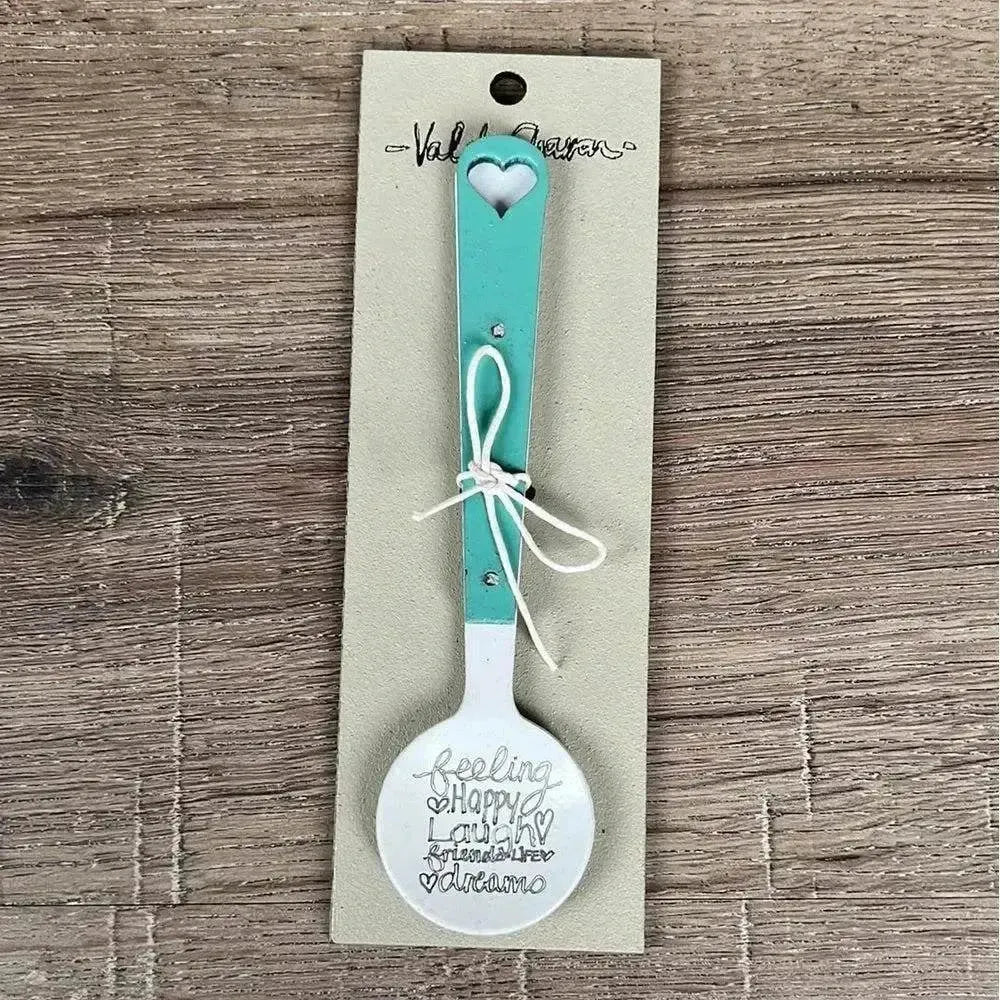 feeling
Happy
Laugh
friends LIFE
dreams